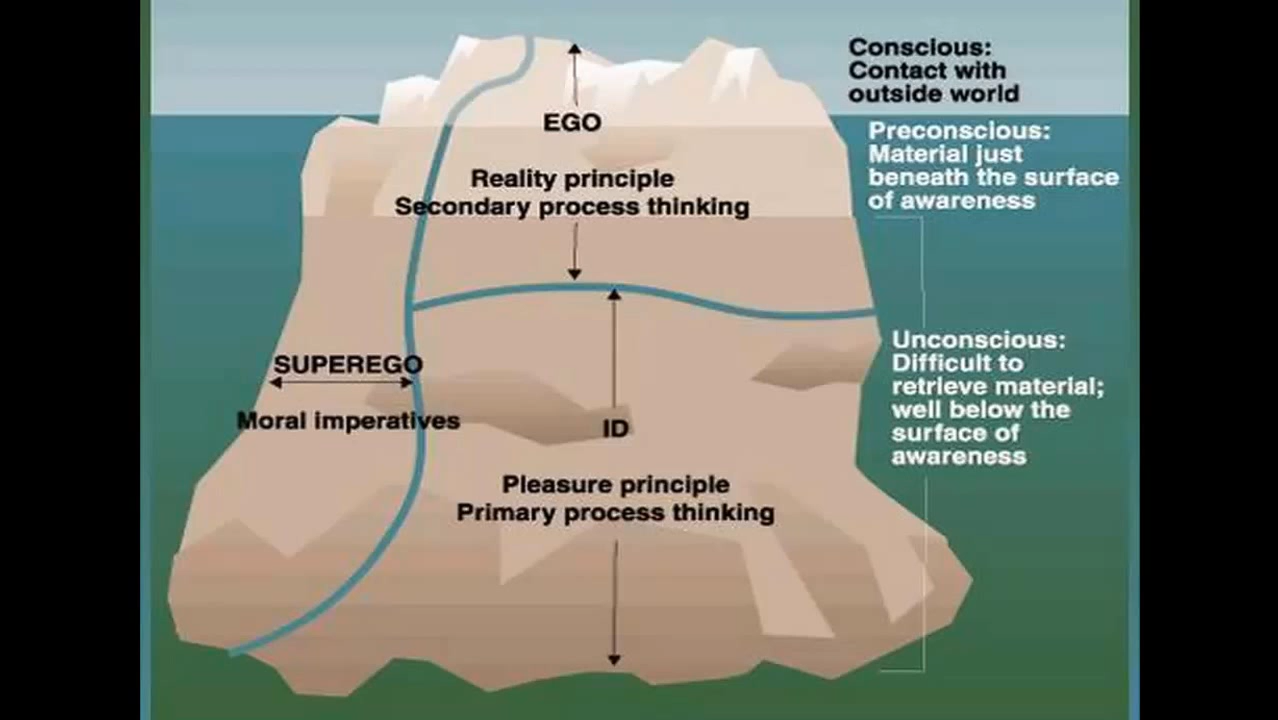 Conscious:
Contact with
outside world
EGO
Preconscious:
Material just
beneath the surface
of awareness
Reality principle
Secondary process thinking
Unconscious:
Difficult to
retrieve material;
well below the
surface of
awareness
SUPEREGO
Moral imperatives
ID
Pleasure principle
Primary process thinking